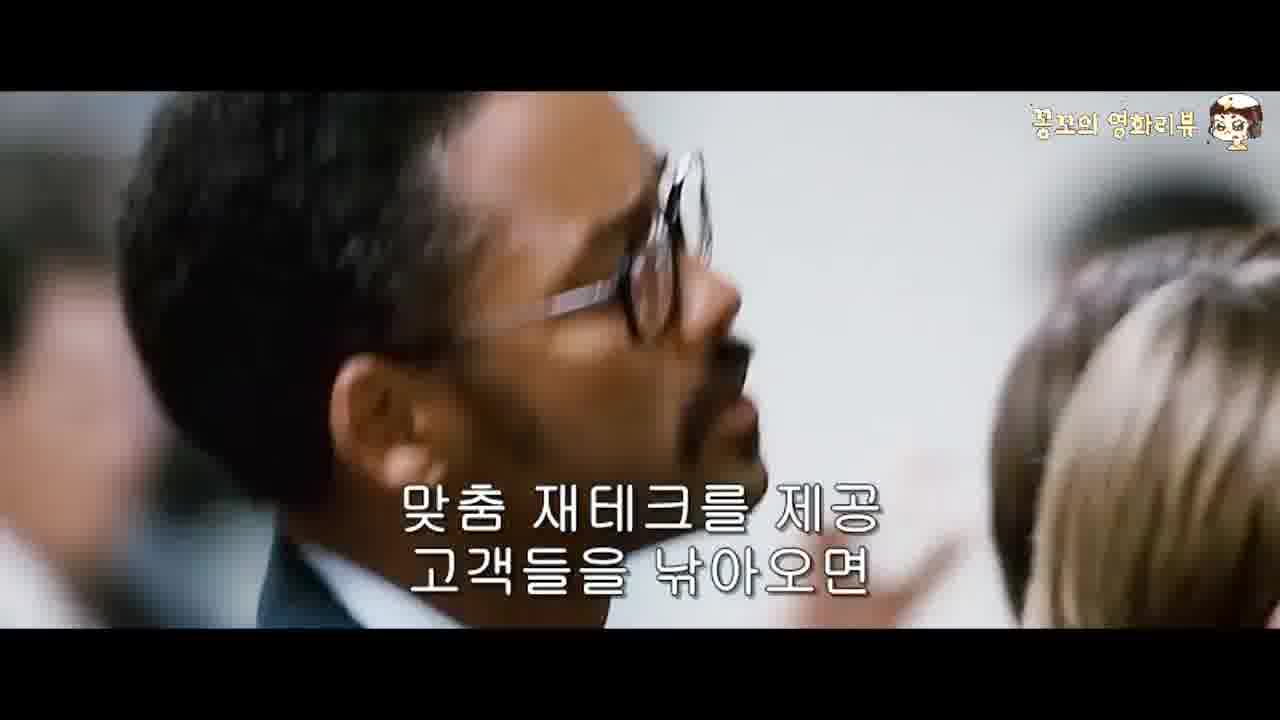 꽁꼬의 영화리뷰
맞춤 재테크를 제공
고객들을 낚아오면